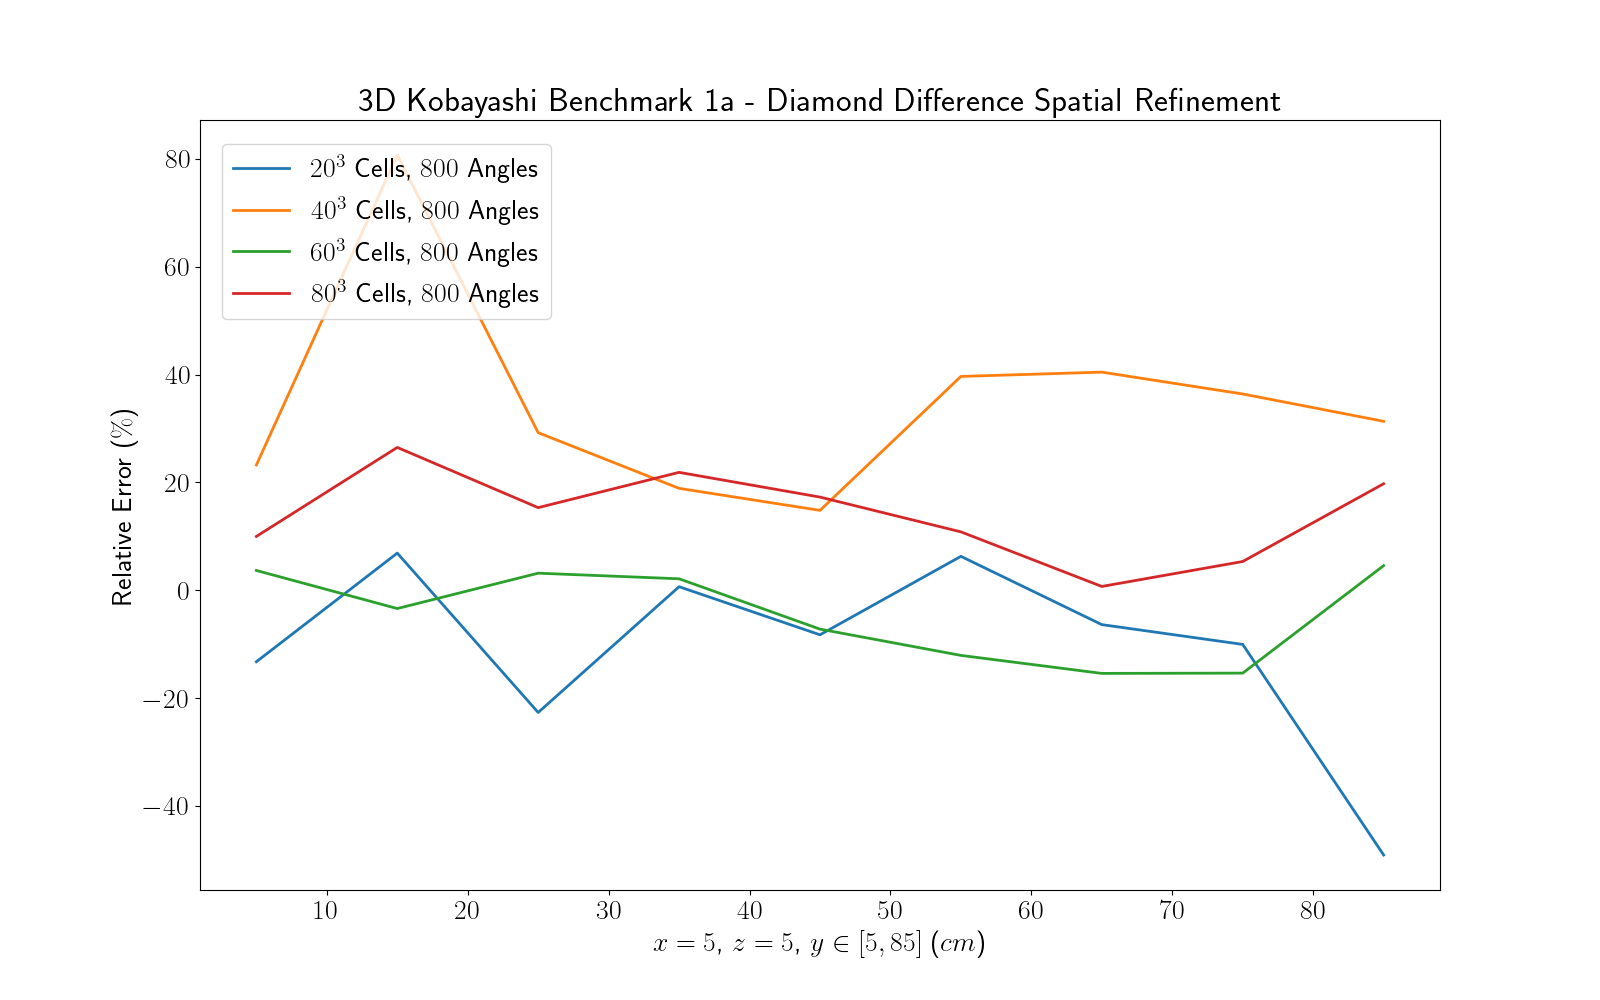 3D Kobayashi Benchmark 1a - Diamond Difference Spatial Refinement
20³ Cells, 800 Angles
40³ Cells, 800 Angles
60³ Cells, 800 Angles
80³ Cells, 800 Angles
80
60
40
20
0
−20
−40
Relative Error (%)
10 20 30 40 50 60 70 80
x = 5, z = 5, y ∈ [5, 85] (cm)